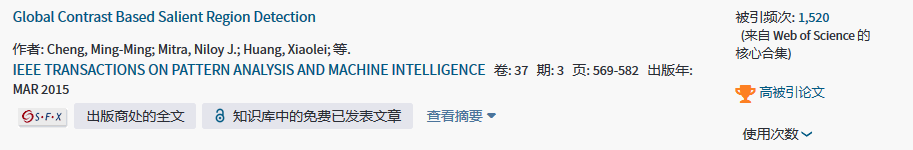 Global Contrast Based Salient Region Detection
作者: Cheng, Ming-Ming; Mitra, Niloy J.; Huang, Xiaolei; 等.
IEEE TRANSACTIONS ON PATTERN ANALYSIS AND MACHINE INTELLIGENCE 卷: 37 期: 3 页: 569-582 出版年:
MAR 2015
S·F·X 出版商处的全文 知识库中的免费已发表文章 查看摘要
被引频次: 1,520
(来自 Web of Science 的
核心合集)
高被引论文
使用次数